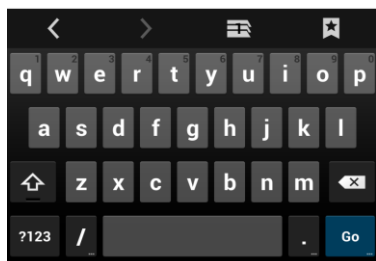 1 2 3 4 5 6 7 8 9 0
q w e r t y u i o p
a s d f g h j k l
z x c v b n m
?123 / . Go